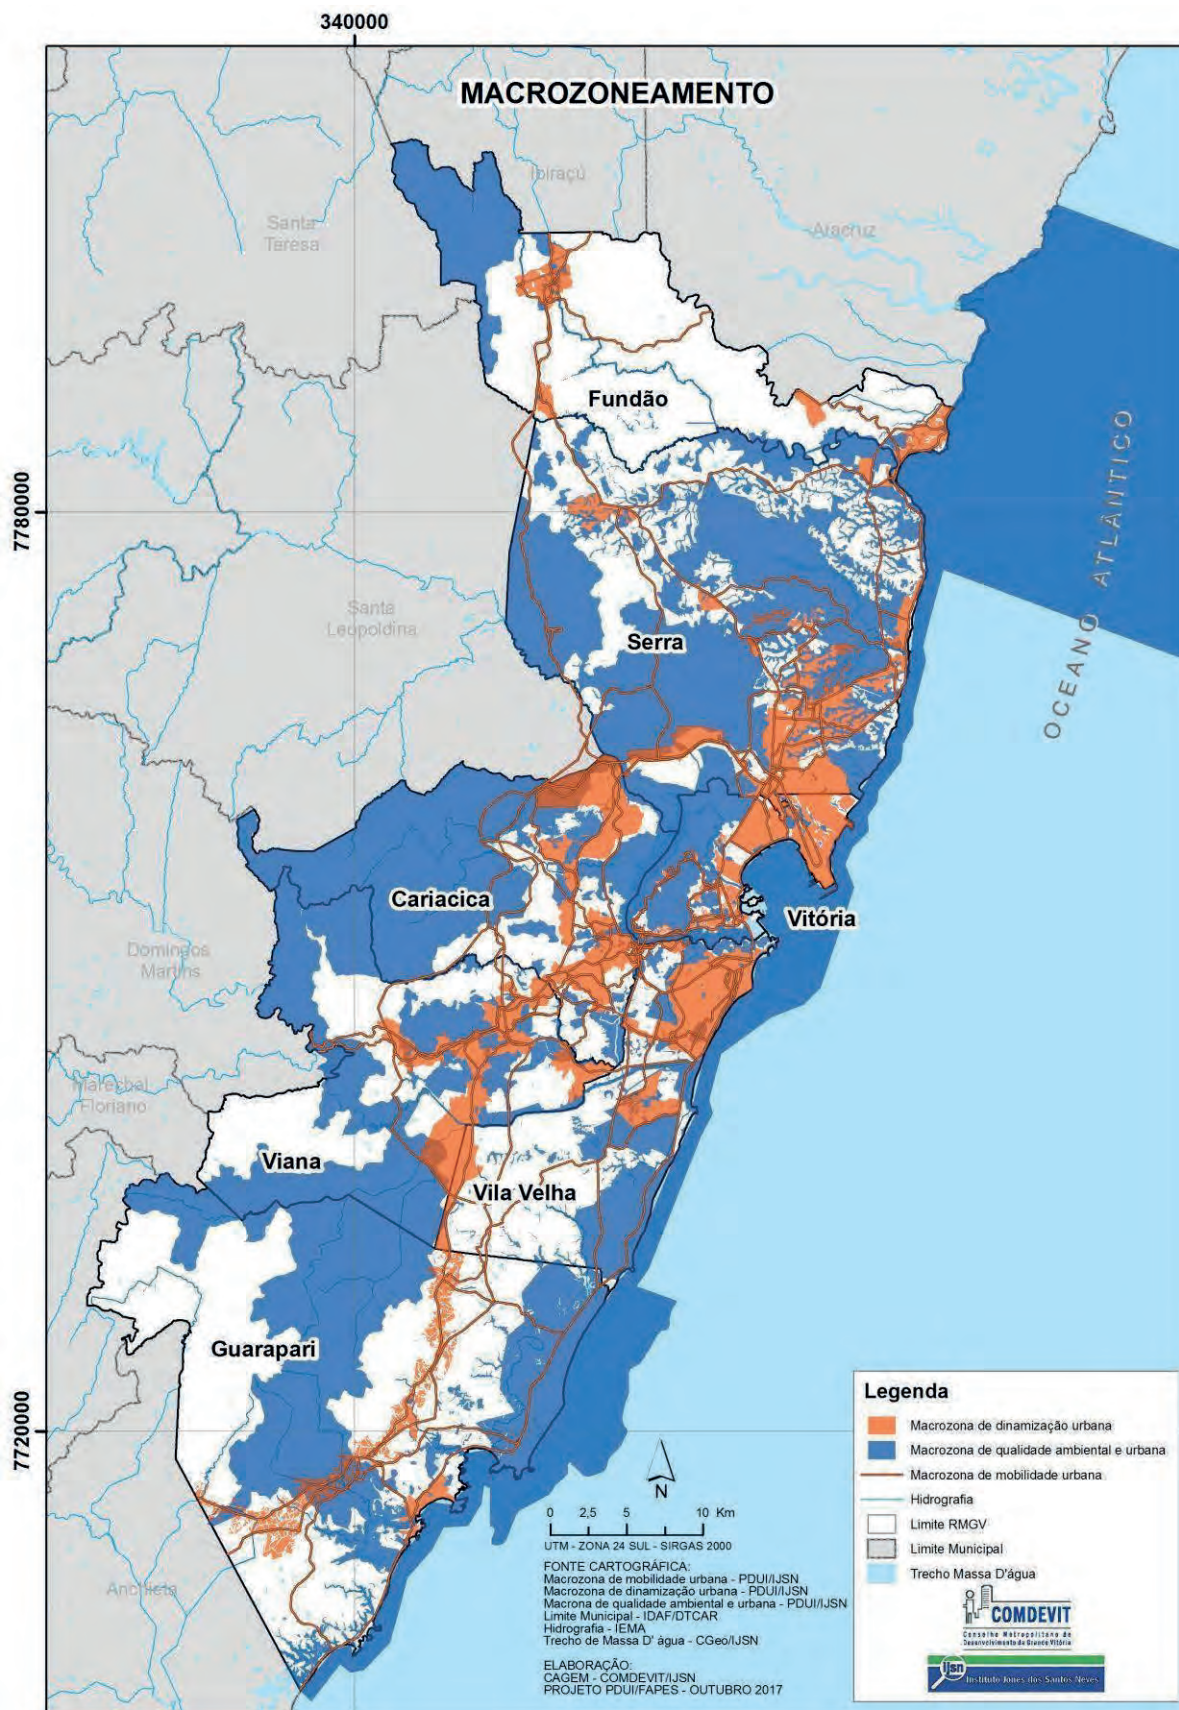 340000
MACROZONEAMENTO
Ibiraçú
Santa
Teresa
Aracruz
Fundão
7780000
OCEANO ATLÂNTICO
Santa
Leopoldina
Serra
Cariacica
Vitória
Domingos
Martins
Marechal
Floriano
Viana
Vila Velha
Guarapari
7720000
Anchieta
N
0 2,5 5 10 Km
UTM - ZONA 24 SUL - SIRGAS 2000
FONTE CARTOGRÁFICA:
Macrozona de mobilidade urbana - PDUI/IJSN
Macrozona de dinamização urbana - PDUI/IJSN
Macrona de qualidade ambiental e urbana - PDUI/IJSN
Limite Municipal - IDAF/DTCAR
Hidrografia - IEMA
Trecho de Massa D' água - CGeo/IJSN
ELABORAÇÃO:
CAGEM - COMDEVIT/IJSN
PROJETO PDUI/FAPES - OUTUBRO 2017
Legenda
Macrozona de dinamização urbana
Macrozona de qualidade ambiental e urbana
Macrozona de mobilidade urbana
Hidrografia
Limite RMGV
Limite Municipal
Trecho Massa D'água
COMDEVIT
Conselho Metropolitano de
Desenvolvimento da Grande Vitória
ijsn
Instituto Jones dos Santos Neves